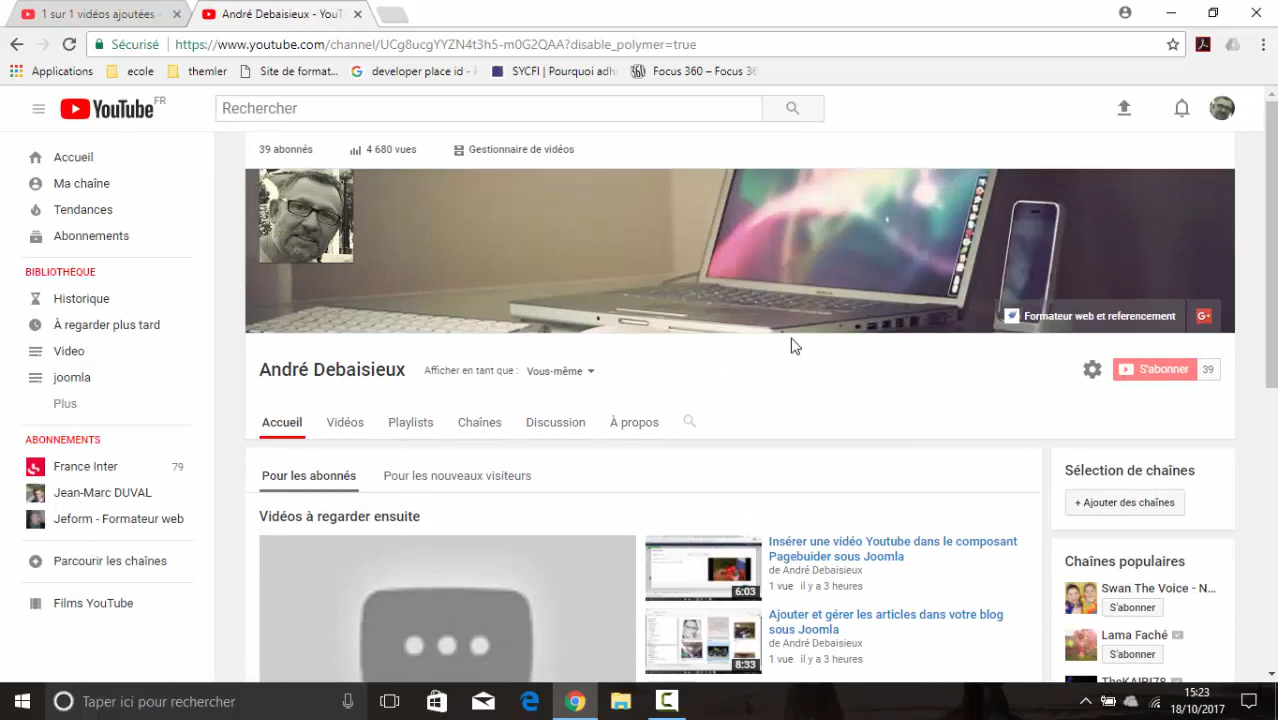 1 sur 1 vidéos ajoutées -
André Debaisieux - YouT
Sécurisé
https://www.youtube.com/channel/UCg8ucgYYZN4t3h5-m0G2QAA?disable_polymer=true
Applications
ecole
themler
Site de format...
developer place id -
SYCFI | Pourquoi adh
Focus 360 – Focus 36
YouTube FR
Rechercher
Accueil
Ma chaîne
Tendances
Abonnements
BIBLIOTHÈQUE
Historique
À regarder plus tard
Video
joomla
Plus
ABONNEMENTS
France Inter 79
Jean-Marc DUVAL
Jeform - Formateur web
Parcourir les chaînes
Films YouTube
39 abonnés
4 680 vues
Gestionnaire de vidéos
Formateur web et referencement
G+
André Debaisieux
Afficher en tant que : Vous-même
S'abonner 39
Accueil
Vidéos
Playlists
Chaînes
Discussion
À propos
Pour les abonnés
Pour les nouveaux visiteurs
Vidéos à regarder ensuite
6:03
Insérer une vidéo Youtube dans le composant
Pagebuider sous Joomla
de André Debaisieux
1 vue il y a 3 heures
8:33
Ajouter et gérer les articles dans votre blog
sous Joomla
de André Debaisieux
1 vue il y a 3 heures
Sélection de chaînes
+ Ajouter des chaînes
Chaînes populaires
Swan The Voice - N...
S'abonner
Lama Faché
S'abonner
TheKAIRI78
Taper ici pour rechercher
15:23
18/10/2017